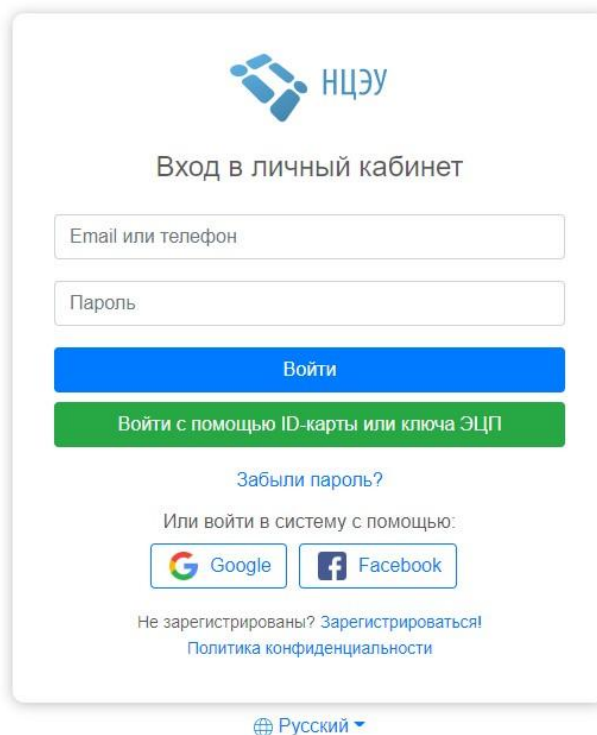 НЦЭУ
Вход в личный кабинет
Email или телефон
Пароль
Войти
Войти с помощью ID-карты или ключа ЭЦП
Забыли пароль?
Или войти в систему с помощью:
Google Facebook
Не зарегистрированы? Зарегистрироваться!
Политика конфиденциальности
Русский